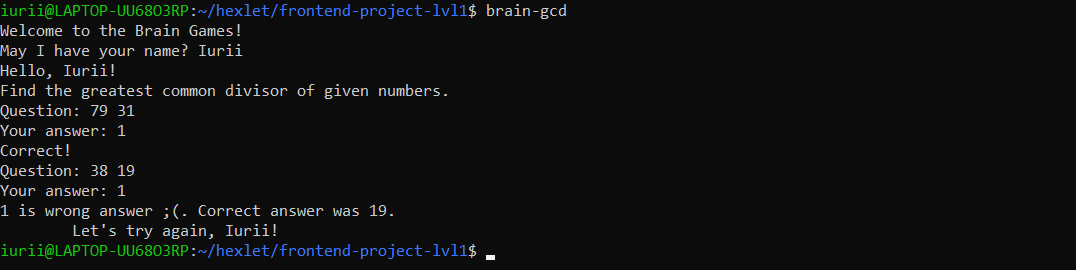 iurii@LAPTOP-UU68O3RP:~/hexlet/frontend-project-lvl1$ brain-gcd
Welcome to the Brain Games!
May I have your name? Iurii
Hello, Iurii!
Find the greatest common divisor of given numbers.
Question: 79 31
Your answer: 1
Correct!
Question: 38 19
Your answer: 1
1 is wrong answer ;(. Correct answer was 19.
Let's try again, Iurii!
iurii@LAPTOP-UU68O3RP:~/hexlet/frontend-project-lvl1$